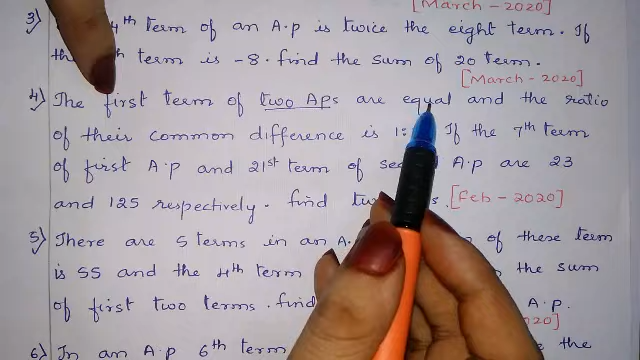 [March - 2020]
3) 4th term of an A.p is twice the eight term. If
term is -8. find the sum of 20 term.
[March - 2020]
4) The first term of two APs are equal and the ratio
of their common difference is 1: If the 7th term
of first A.p and 21st term of A.p are 23
and 125 respectively. find [Feb - 2020]
5) There are 5 terms in an A. of these term
is 55 and the 4th term the sum
of first two terms. find A.p.
2020]
6) In an A.p 6th term the